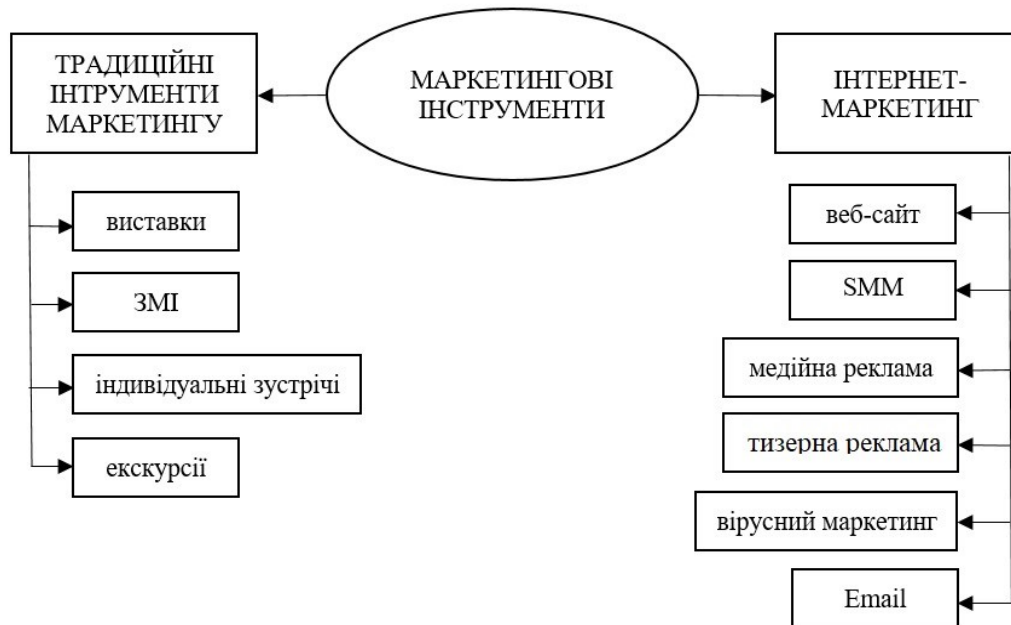 ТРАДИЦІЙНІ
ІНТРУМЕНТИ
МАРКЕТИНГУ
МАРКЕТИНГОВІ
ІНСТРУМЕНТИ
ІНТЕРНЕТ-
МАРКЕТИНГ
виставки
ЗМІ
індивідуальні зустрічі
екскурсії
веб-сайт
SMM
медійна реклама
тизерна реклама
вірусний маркетинг
Email